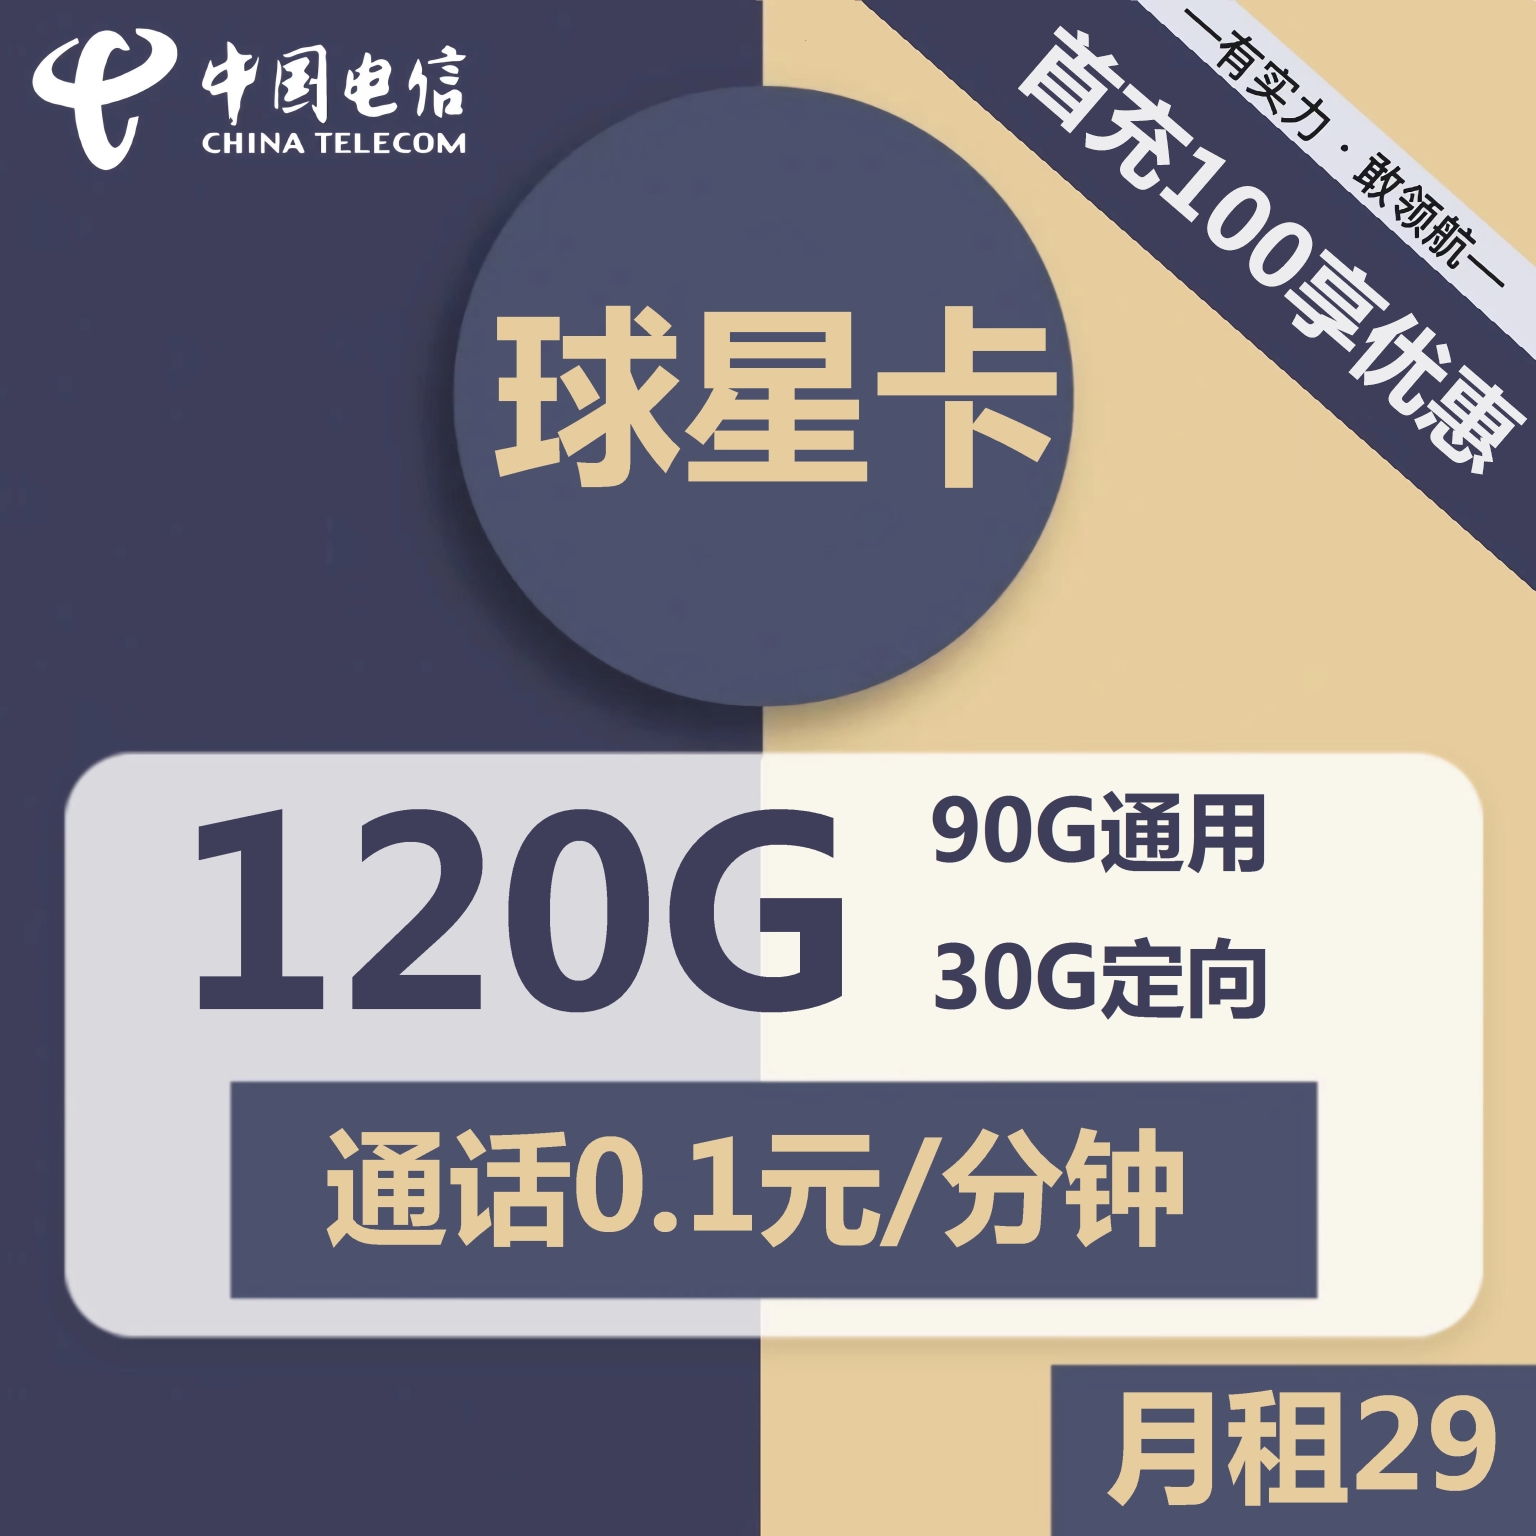 中国电信
CHINA TELECOM
一有实力·敢领航一
首充100享优惠
球星卡
120G
90G通用
30G定向
通话0.1元/分钟
月租29